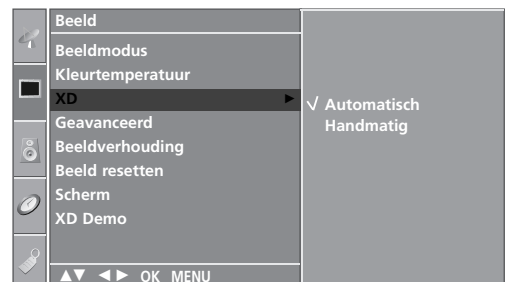 Beeld
Beeldmodus
Kleurtemperatuur
XD ►
Geavanceerd
Beeldverhouding
Beeld resetten
Scherm
XD Demo
√ Automatisch
Handmatig
▲▼ ◄► OK MENU